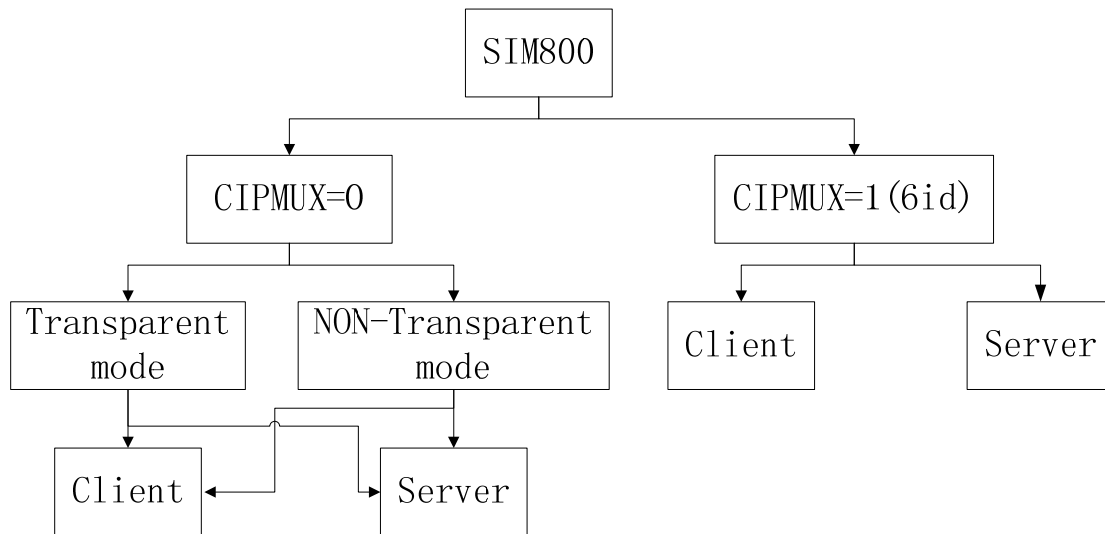 SIM800
CIPMUX=0
CIPMUX=1(6id)
Transparent
mode
NON-Transparent
mode
Client
Server
Client
Server